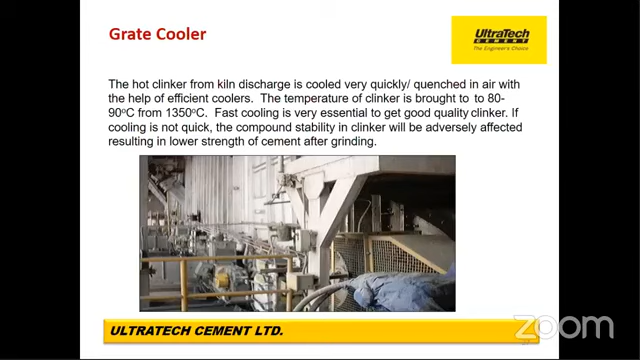 Grate Cooler
UltraTech
CEMENT
The Engineer's Choice
The hot clinker from kiln discharge is cooled very quickly/ quenched in air with
the help of efficient coolers. The temperature of clinker is brought to to 80-
90°C from 1350°C. Fast cooling is very essential to get good quality clinker. If
cooling is not quick, the compound stability in clinker will be adversely affected
resulting in lower strength of cement after grinding.
ULTRATECH CEMENT LTD.
zoom